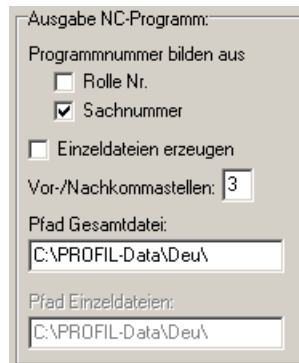 Ausgabe NC-Programm:
Programmnummer bilden aus
Rolle Nr.
Sachnummer
Einzeldateien erzeugen
Vor-/Nachkommastellen: 3
Pfad Gesamtdatei:
C:\PROFIL-Data\Deu\
Pfad Einzeldateien:
C:\PROFIL-Data\Deu\